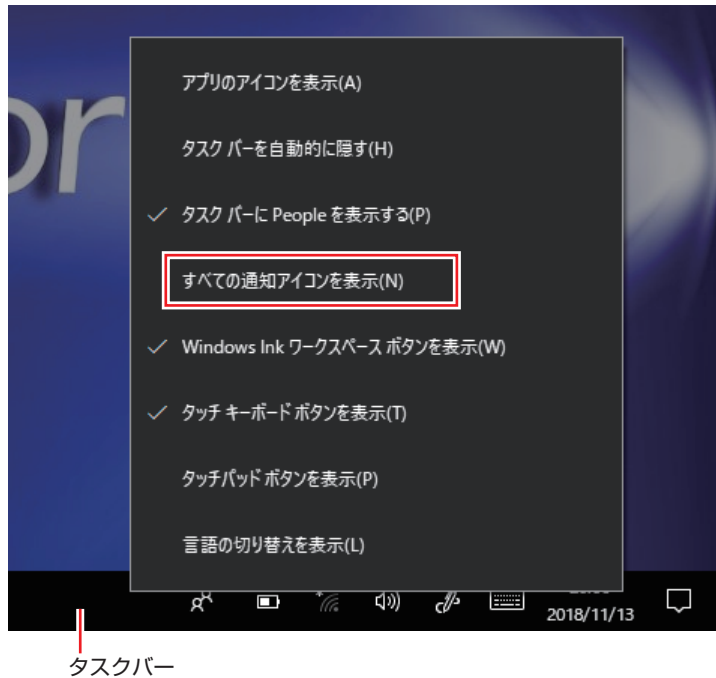 or
アプリのアイコンを表示(A)
タスク バーを自動的に隠す(H)
タスク バーに People を表示する(P)
すべての通知アイコンを表示(N)
Windows Ink ワークスペース ボタンを表示(W)
タッチ キーボード ボタンを表示(T)
タッチパッド ボタンを表示(P)
言語の切り替えを表示(L)
2018/11/13
タスクバー